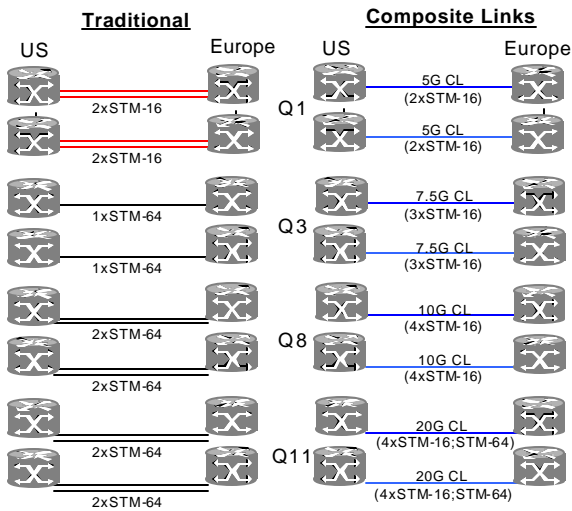 Traditional
Composite Links
US
Europe
US
Europe
2xSTM-16
Q1
5G CL
(2xSTM-16)
2xSTM-16
5G CL
(2xSTM-16)
1xSTM-64
Q3
7.5G CL
(3xSTM-16)
1xSTM-64
7.5G CL
(3xSTM-16)
2xSTM-64
Q8
10G CL
(4xSTM-16)
2xSTM-64
10G CL
(4xSTM-16)
2xSTM-64
Q11
20G CL
(4xSTM-16;STM-64)
2xSTM-64
20G CL
(4xSTM-16;STM-64)